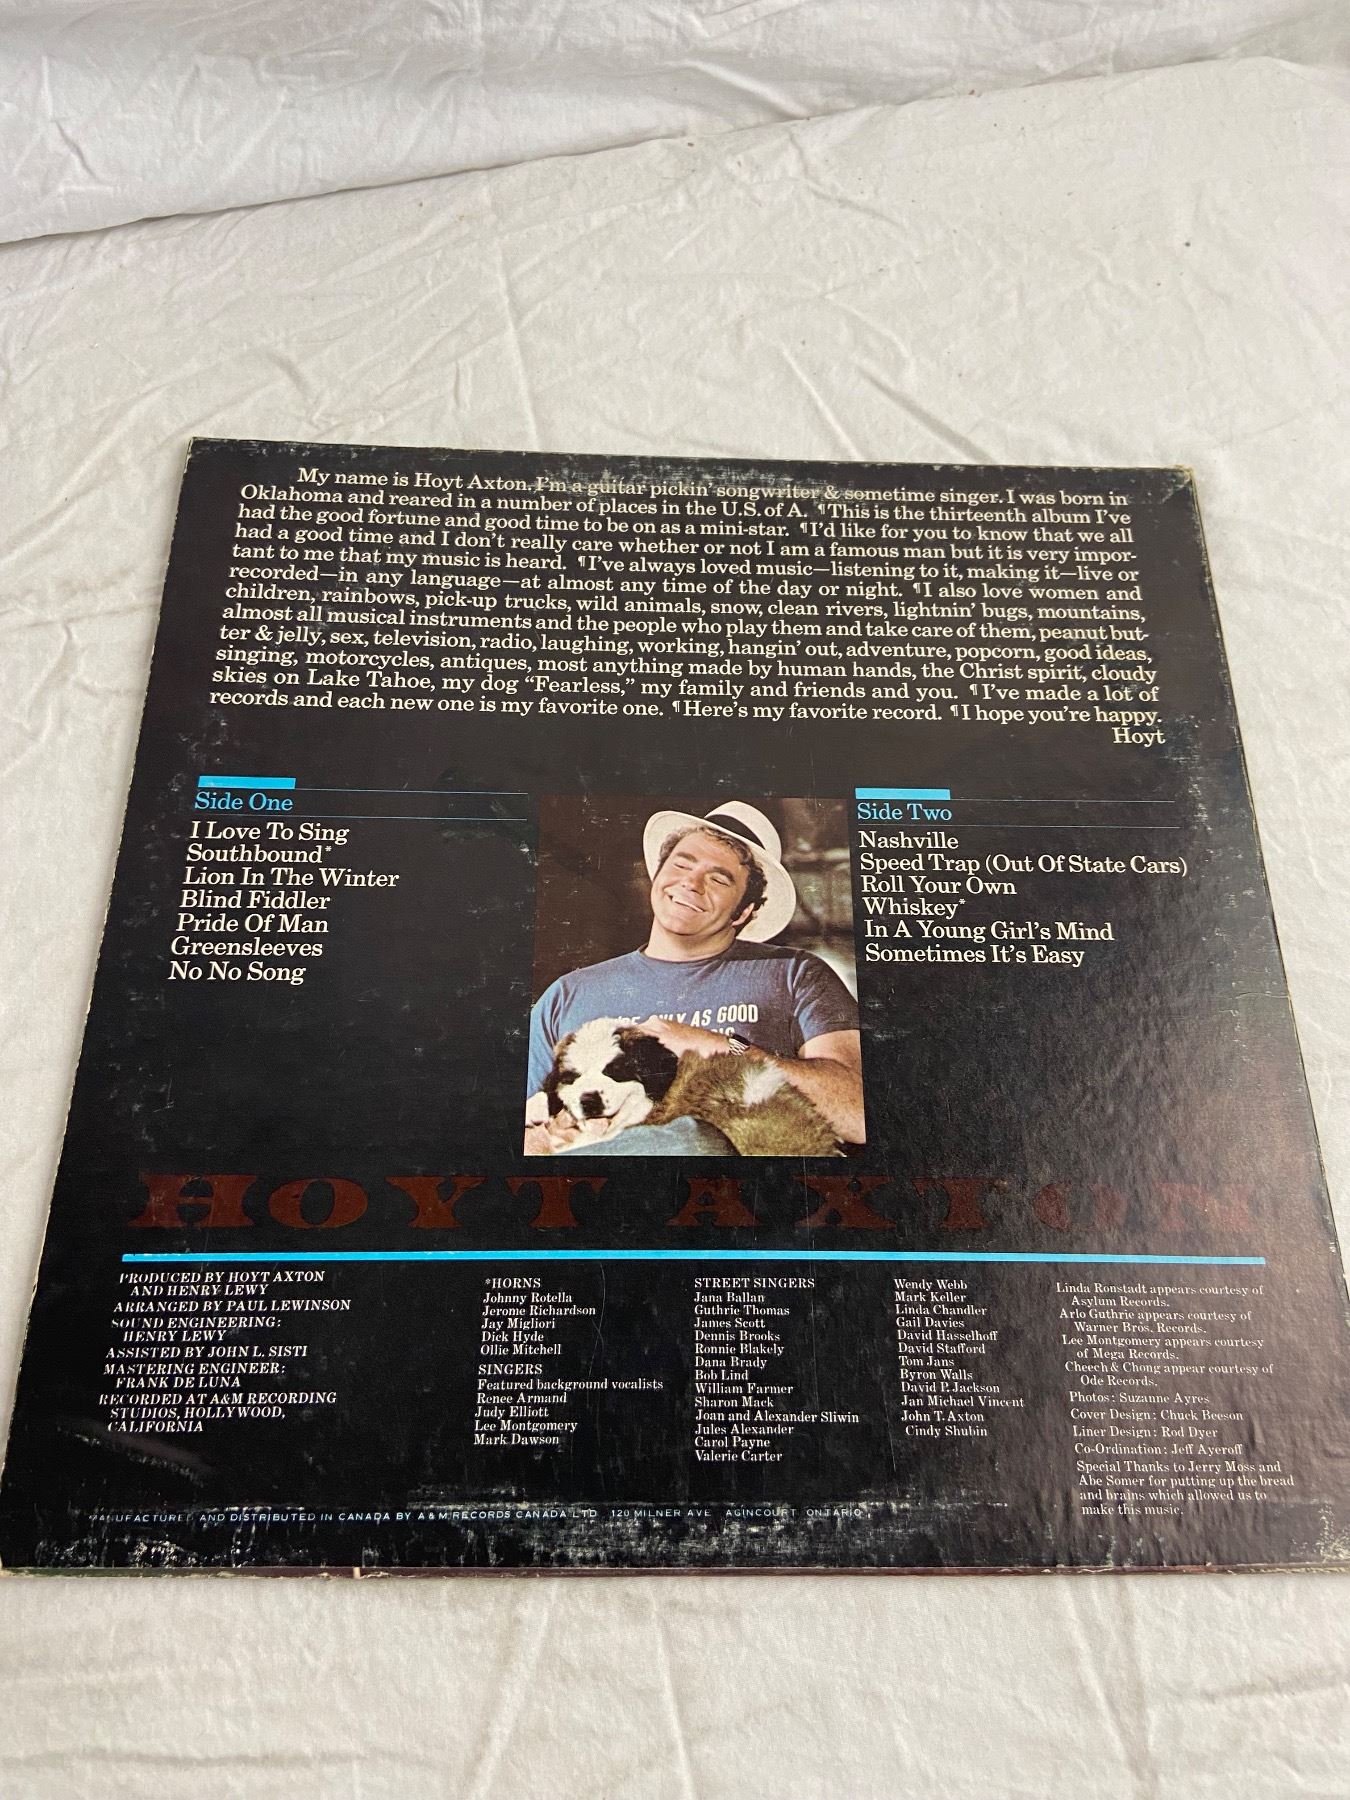 My name is Hoyt Axton. I'm a guitar pickin' songwriter & sometime singer. I was born in
Oklahoma and reared in a number of places in the U.S. of A. ¶This is the thirteenth album I've
had the good fortune and good time to be on as a mini-star. ¶I'd like for you to know that we all
had a good time and I don't really care whether or not I am a famous man but it is very impor-
tant to me that my music is heard. ¶I've always loved music—listening to it, making it—live or
recorded—in any language—at almost any time of the day or night. ¶I also love women and
children, rainbows, pick-up trucks, wild animals, snow, clean rivers, lightnin' bugs, mountains,
almost all musical instruments and the people who play them and take care of them, peanut but-
ter & jelly, sex, television, radio, laughing, working, hangin' out, adventure, popcorn, good ideas,
singing, motorcycles, antiques, most anything made by human hands, the Christ spirit, cloudy
skies on Lake Tahoe, my dog “Fearless,” my family and friends and you. ¶I've made a lot of
records and each new one is my favorite one. ¶Here's my favorite record. ¶I hope you're happy.
Hoyt
Side One
I Love To Sing
Southbound*
Lion In The Winter
Blind Fiddler
Pride Of Man
Greensleeves
No No Song
Side Two
Nashville
Speed Trap (Out Of State Cars)
Roll Your Own
Whiskey*
In A Young Girl's Mind
Sometimes It's Easy
ONLY AS GOOD
HOYT AXTON
PRODUCED BY HOYT AXTON
AND HENRY LEWY
ARRANGED BY PAUL LEWINSON
SOUND ENGINEERING:
HENRY LEWY
ASSISTED BY JOHN L. SISTI
MASTERING ENGINEER:
FRANK DE LUNA
RECORDED AT A&M RECORDING
STUDIOS, HOLLYWOOD,
CALIFORNIA
*HORNS
Johnny Rotella
Jerome Richardson
Jay Migliori
Dick Hyde
Ollie Mitchell
SINGERS
Featured background vocalists
Renee Armand
Judy Elliott
Lee Montgomery
Mark Dawson
STREET SINGERS
Jana Ballan
Guthrie Thomas
James Scott
Dennis Brooks
Ronnie Blakely
Dana Brady
Bob Lind
William Farmer
Sharon Mack
Joan and Alexander Sliwin
Jules Alexander
Carol Payne
Valerie Carter
Wendy Webb
Mark Keller
Linda Chandler
Gail Davies
David Hasselhoff
David Stafford
Tom Jans
Byron Walls
David P. Jackson
Jan Michael Vincent
John T. Axton
Cindy Shubin
Linda Ronstadt appears courtesy of
Asylum Records.
Arlo Guthrie appears courtesy of
Warner Bros. Records.
Lee Montgomery appears courtesy
of Mega Records.
Cheech & Chong appear courtesy of
Ode Records.
Photos: Suzanne Ayres
Cover Design: Chuck Beeson
Liner Design: Rod Dyer
Co-Ordination: Jeff Ayeroff
Special Thanks to Jerry Moss and
Abe Somer for putting up the bread
and brains which allowed us to
make this music.
MANUFACTURED AND DISTRIBUTED IN CANADA BY A&M RECORDS CANADA LTD. 120 MILNER AVE. AGINCOURT ONTARIO